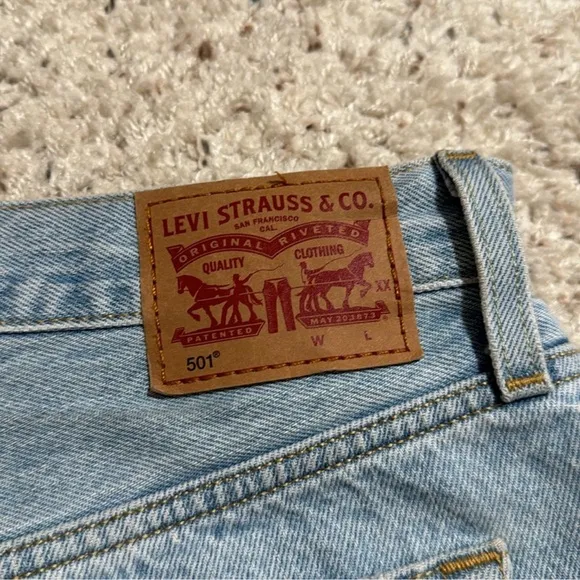 LEVI STRAUSS & CO.
SAN FRANCISCO
CAL.
ORIGINAL RIVETED
QUALITY CLOTHING
XX
PATENTED MAY 20 1873
501® W L